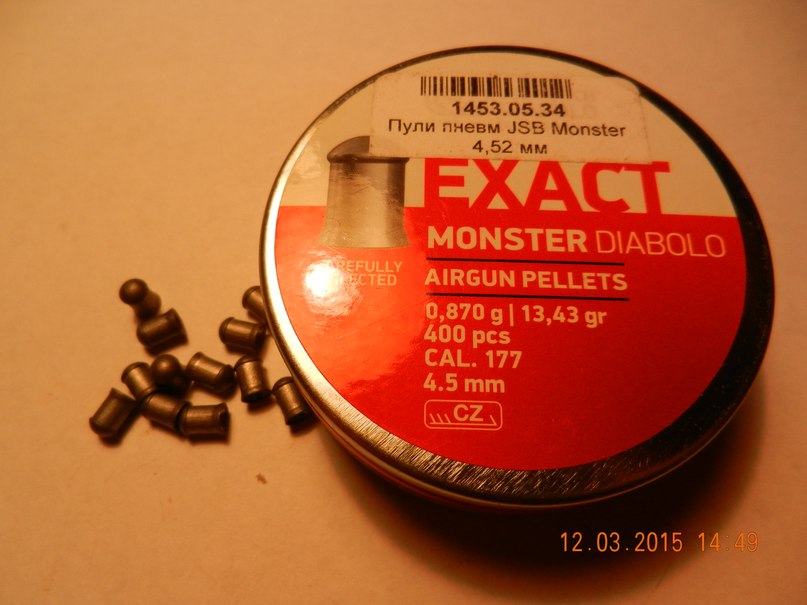 1453.05.34
Пули пневм JSB Monster
4,52 мм
EXACT
MONSTER DIABOLO
AIRGUN PELLETS
0,870 g | 13,43 gr
400 pcs
CAL. 177
4.5 mm
CZ
12.03.2015 14:49